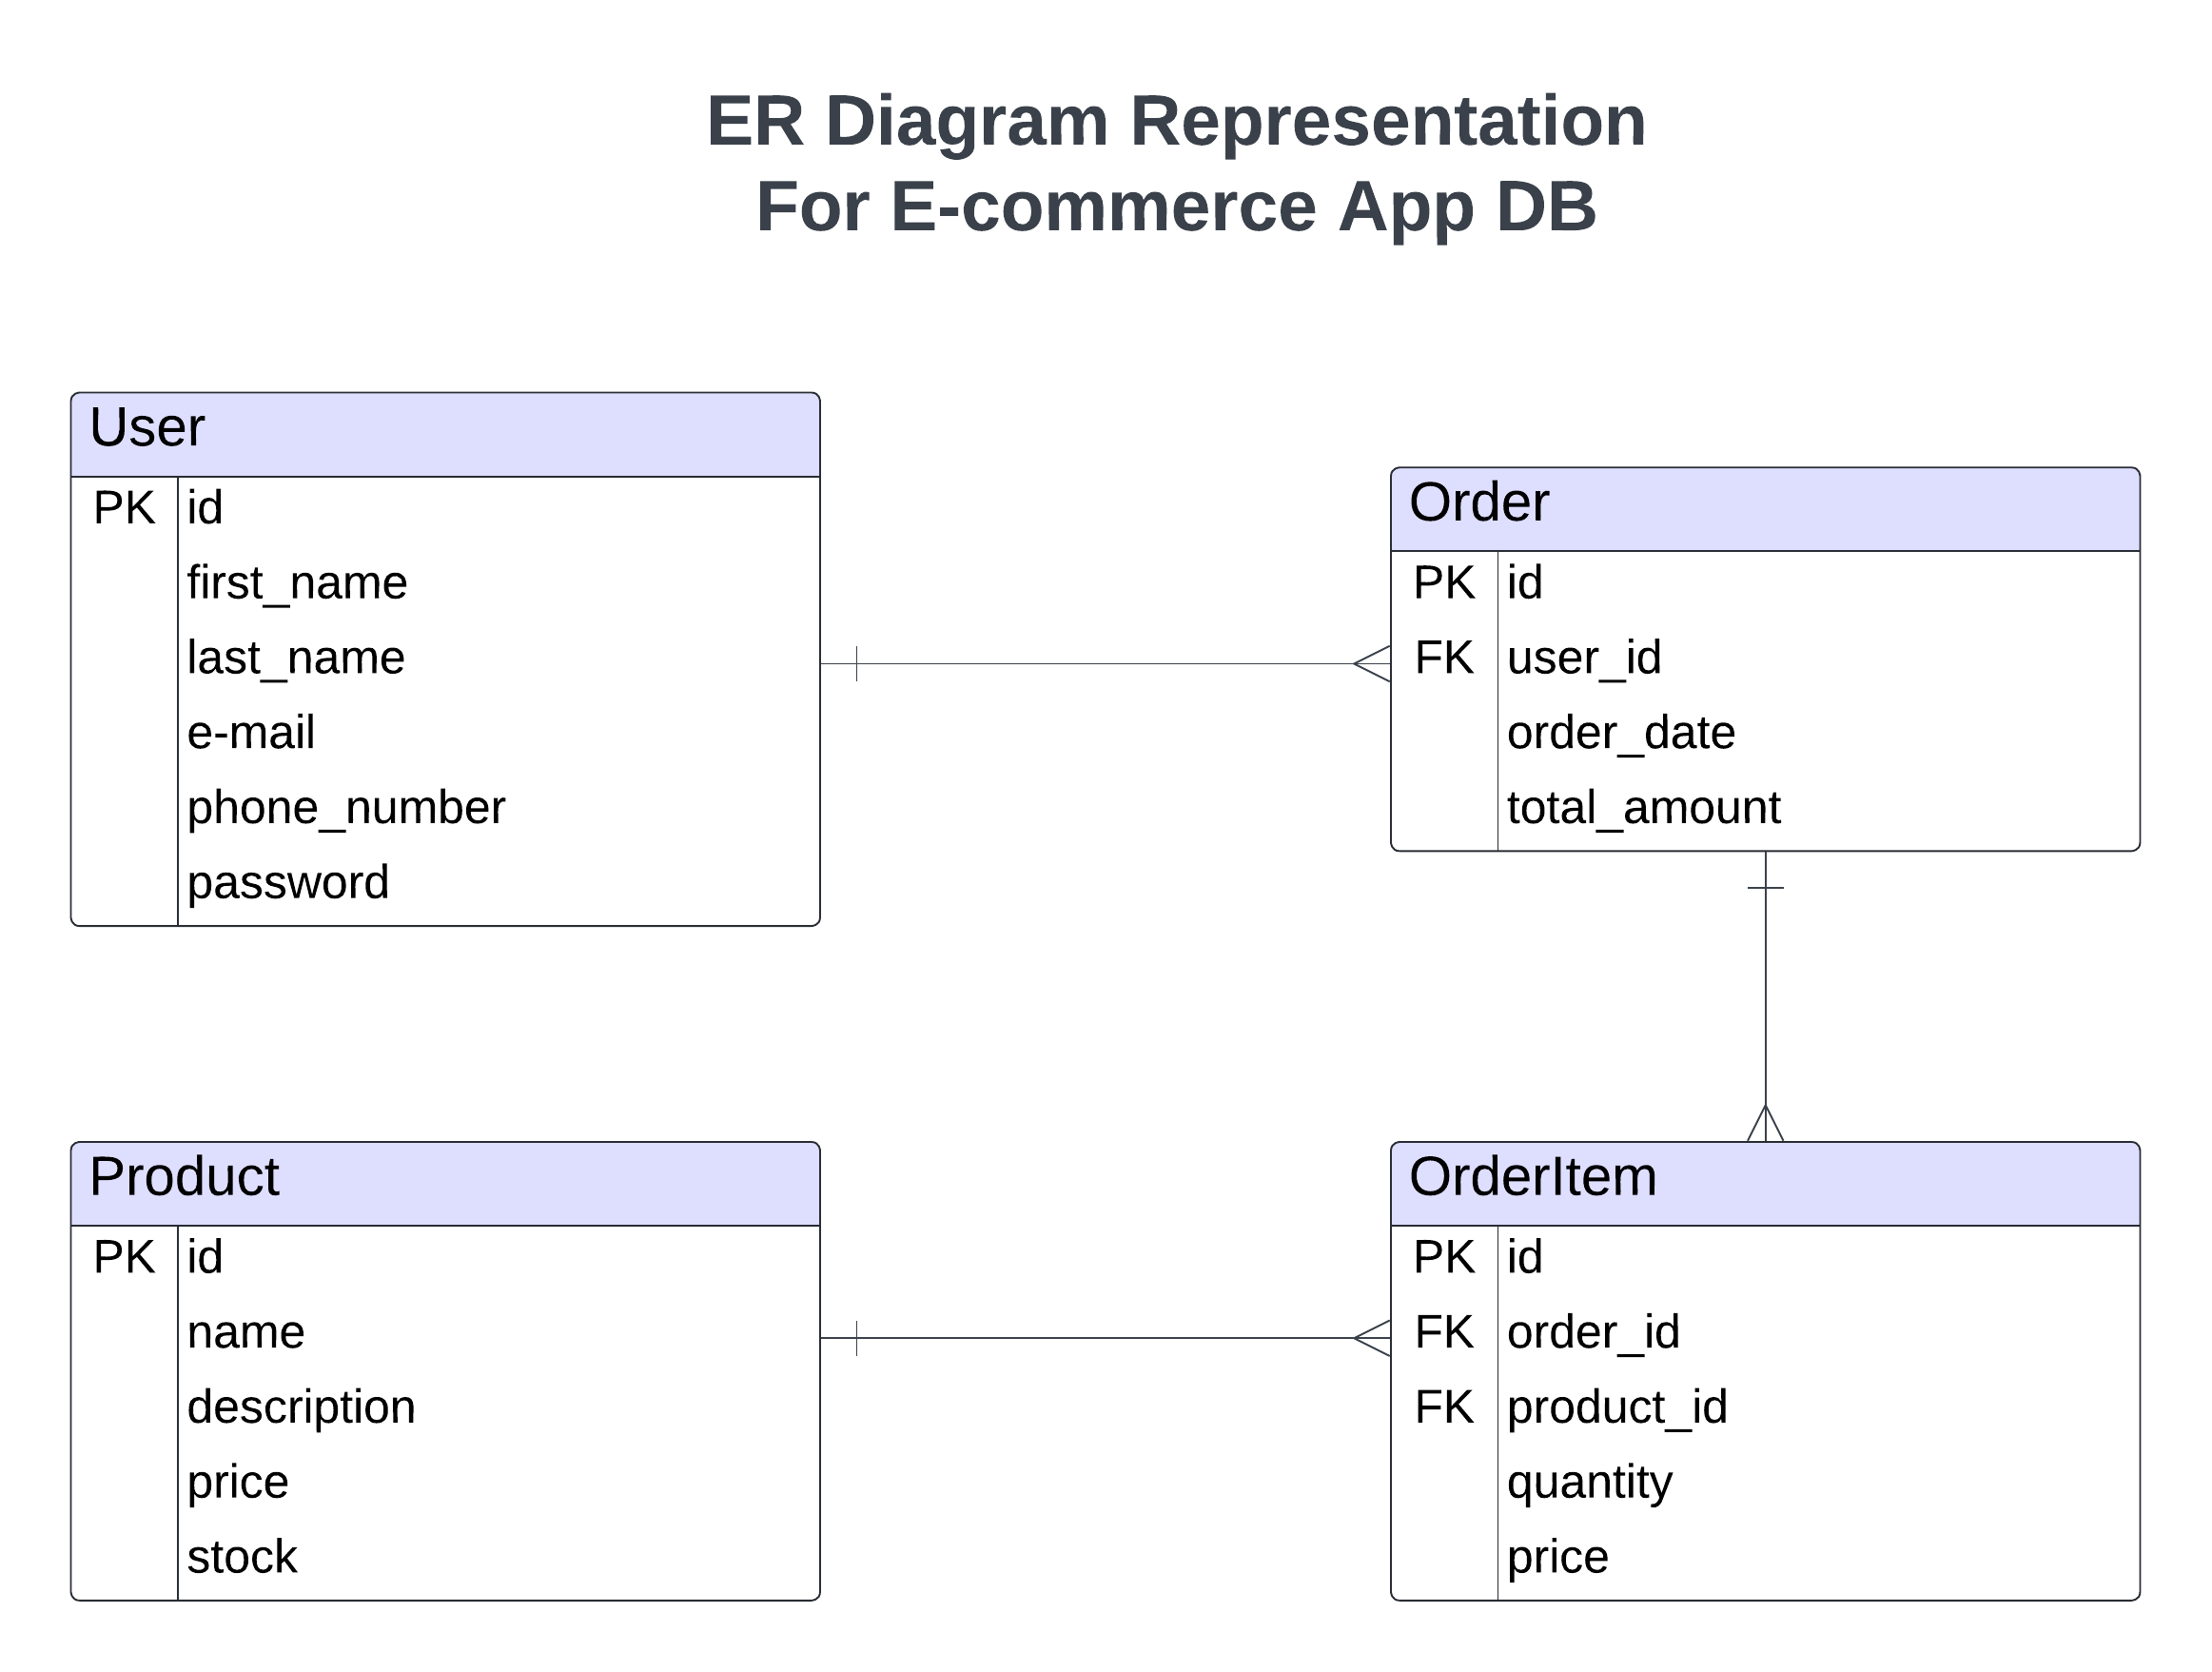 ER Diagram Representation
For E-commerce App DB
User
PK id
first_name
last_name
e-mail
phone_number
password
Order
PK id
FK user_id
order_date
total_amount
Product
PK id
name
description
price
stock
OrderItem
PK id
FK order_id
FK product_id
quantity
price